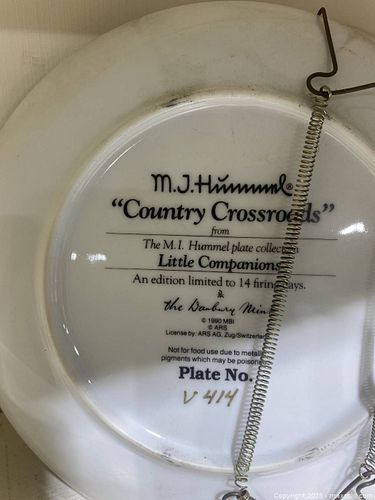 M.J.Hummel®
"Country Crossroads"
from
The M.I. Hummel plate collection
Little Companions
An edition limited to 14 firing days.
&
The Danbury Mint
© 1990 MBI
© ARS
License by: ARS AG, Zug/Switzerland
Not for food use due to metallic
pigments which may be poisonous
Plate No.
V 414